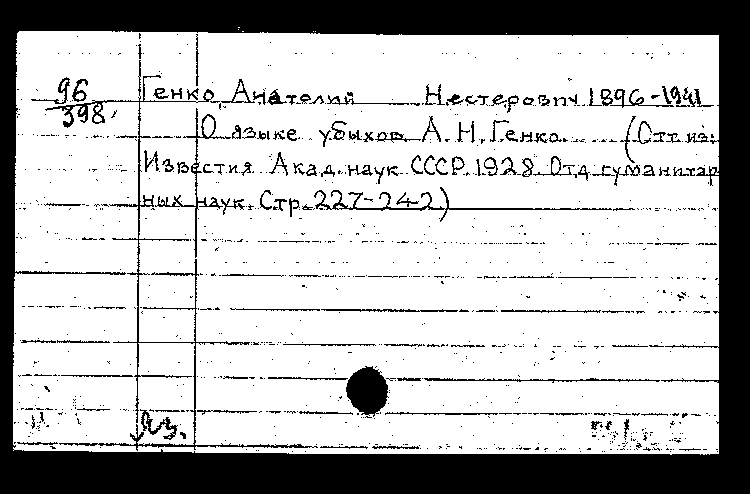 96
398
Генко, Анатолий Нестерович 1896-1941
О языке убыхов. А. Н. Генко. (Отт. из:
Известия Акад. наук СССР. 1928. Отд. гуманитар
ных наук. Стр. 227-242)
Яз.